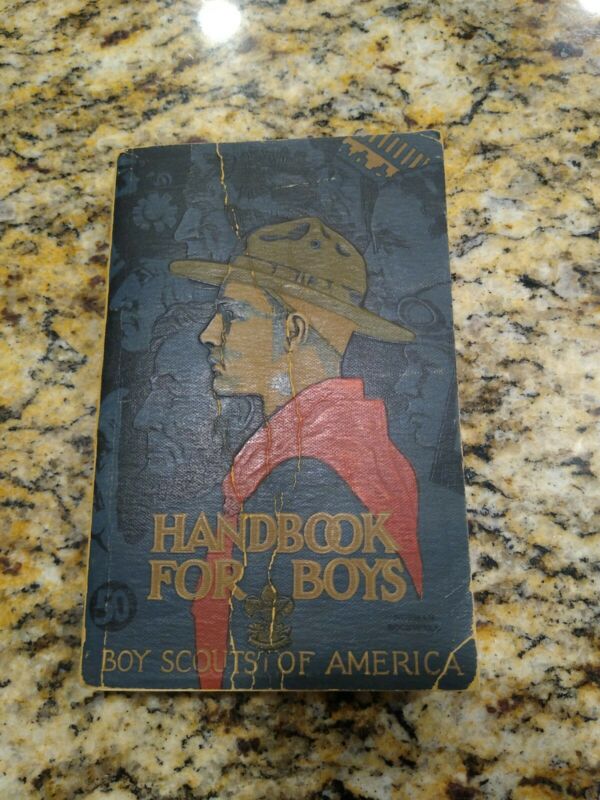 HANDBOOK
FOR BOYS
50
BOY SCOUTS OF AMERICA